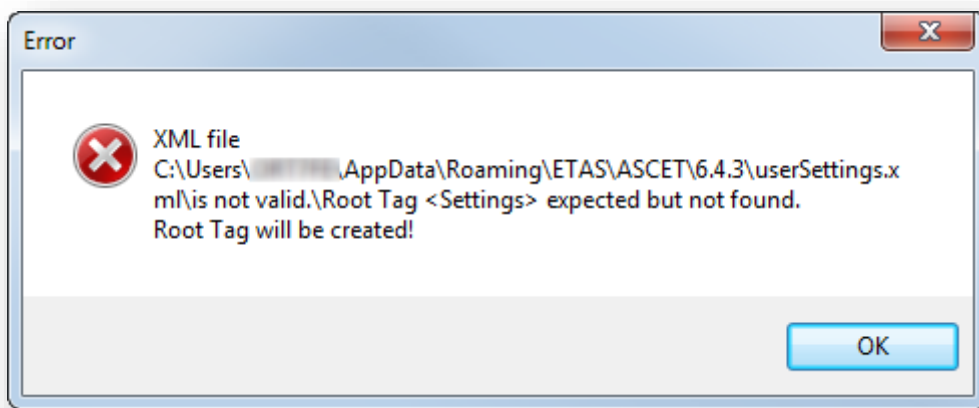 Error
XML file
C:\Users\ \AppData\Roaming\ETAS\ASCET\6.4.3\userSettings.x
ml\is not valid.\Root Tag <Settings> expected but not found.
Root Tag will be created!
OK